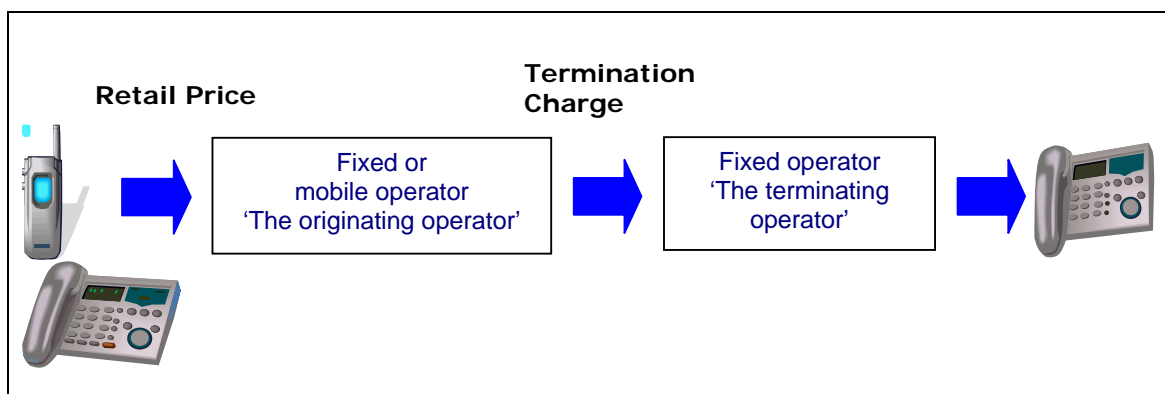 Retail Price
Termination
Charge
Fixed or
mobile operator
‘The originating operator’
Fixed operator
‘The terminating
operator’